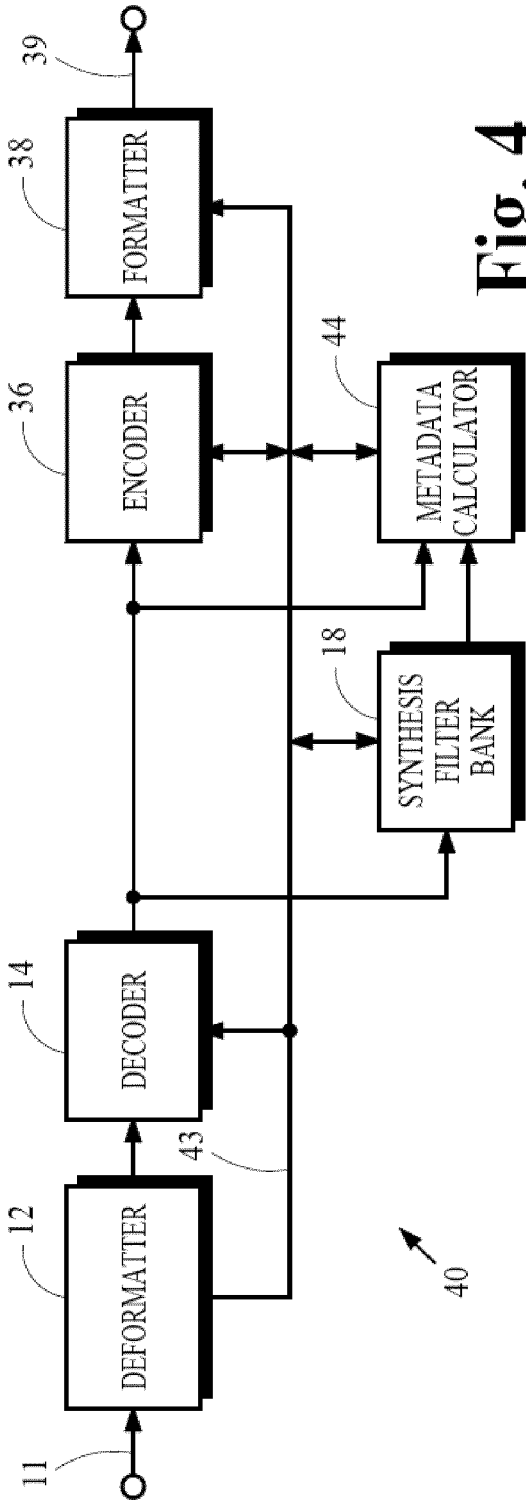 11
12
DEFORMATTER
14
DECODER
36
ENCODER
38
FORMATTER
39
43
18
SYNTHESIS
FILTER
BANK
44
METADATA
CALCULATOR
40
Fig. 4